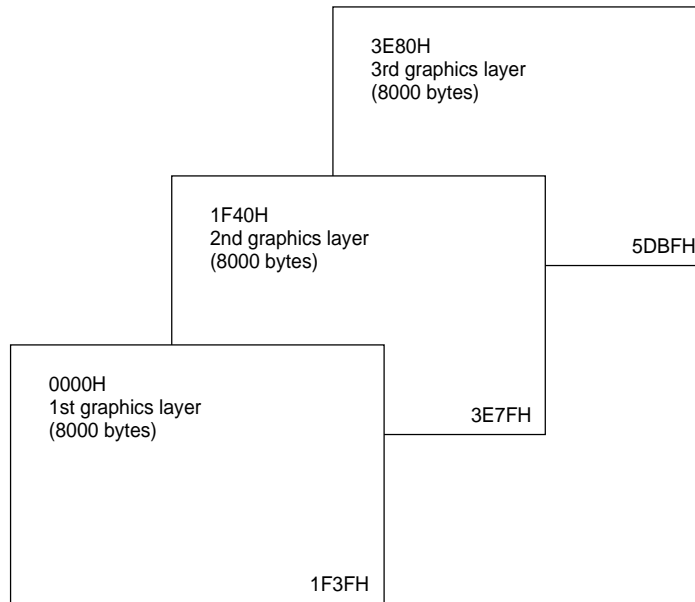 3E80H
3rd graphics layer
(8000 bytes)
5DBFH
1F40H
2nd graphics layer
(8000 bytes)
3E7FH
0000H
1st graphics layer
(8000 bytes)
1F3FH